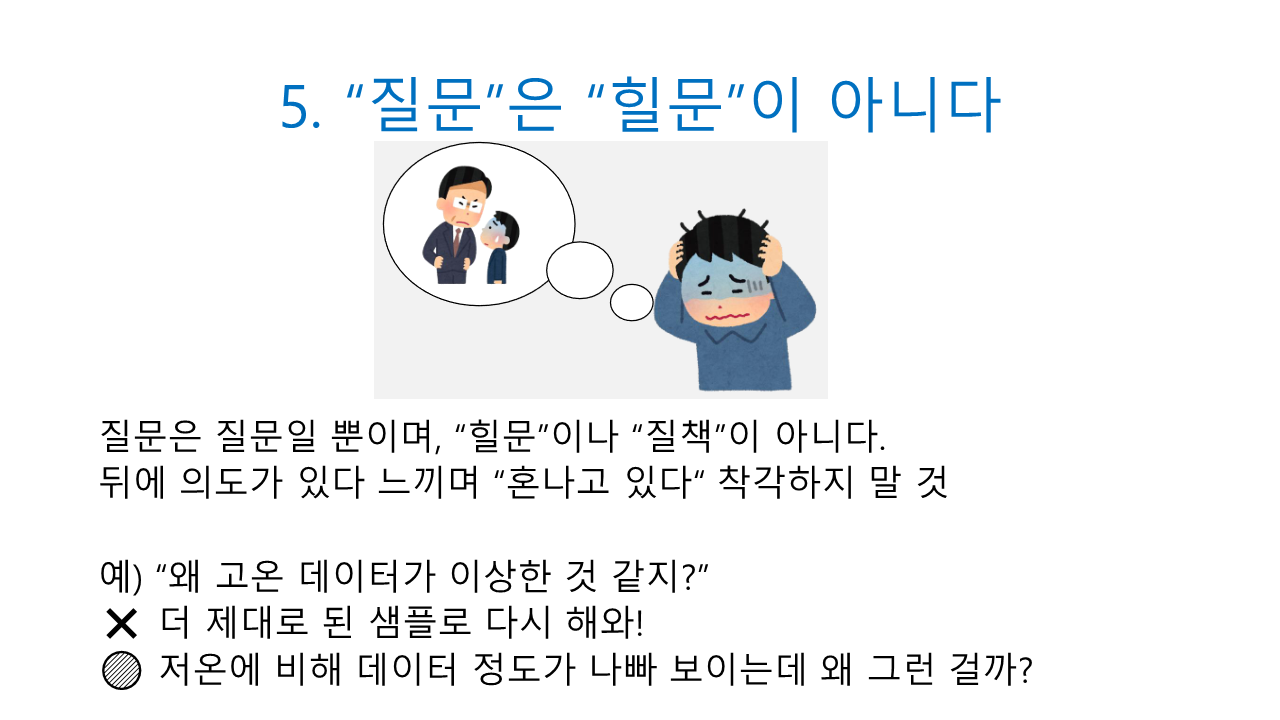 5. “질문”은 “힐문”이 아니다
질문은 질문일 뿐이며, “힐문”이나 “질책”이 아니다.
뒤에 의도가 있다 느끼며 “혼나고 있다“ 착각하지 말 것
예) “왜 고온 데이터가 이상한 것 같지?”
❌ 더 제대로 된 샘플로 다시 해와!
◍ 저온에 비해 데이터 정도가 나빠 보이는데 왜 그런 걸까?